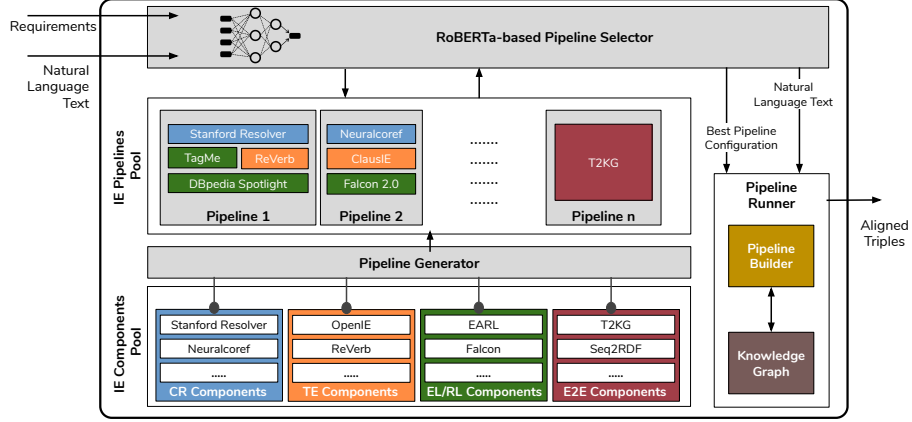 Requirements
RoBERTa-based Pipeline Selector
Natural
Language
Text
Natural
Language Text
Best Pipeline
Configuration
IE Pipelines
Pool
Stanford Resolver
TagMe
ReVerb
DBpedia Spotlight
Pipeline 1
Neuralcoref
ClausIE
Falcon 2.0
Pipeline 2
.......
.......
.......
.......
T2KG
Pipeline n
Pipeline
Runner
Aligned
Triples
Pipeline
Builder
Knowledge
Graph
Pipeline Generator
IE Components
Pool
Stanford Resolver
Neuralcoref
.....
CR Components
OpenIE
ReVerb
.....
TE Components
EARL
Falcon
.....
EL/RL Components
T2KG
Seq2RDF
.....
E2E Components